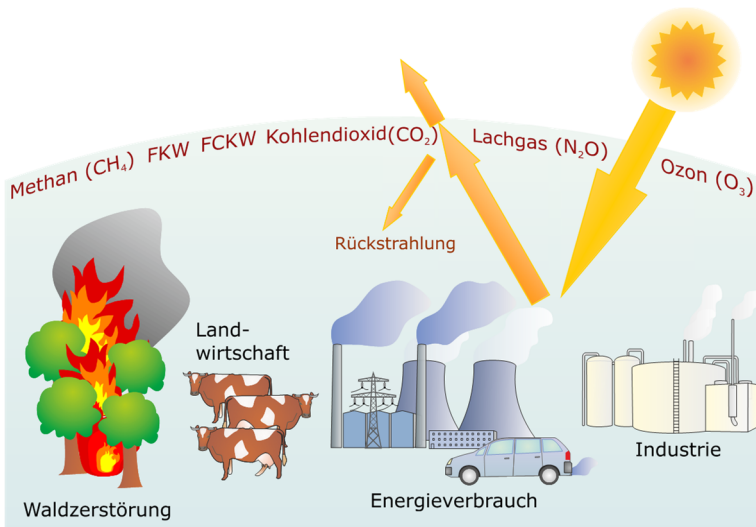 Methan (CH₄) FKW FCKW Kohlendioxid(CO₂) Lachgas (N₂O) Ozon (O₃)
Rückstrahlung
Land-
wirtschaft
Industrie
Energieverbrauch
Waldzerstörung